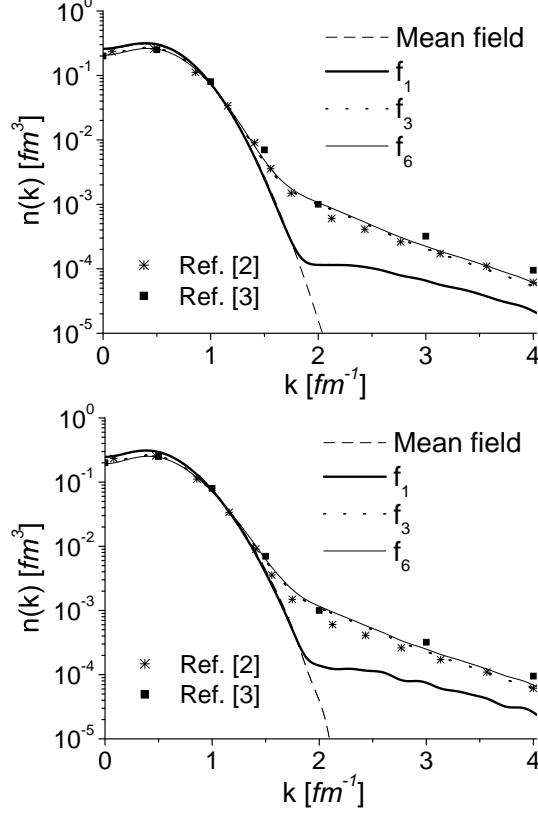 10^0
10^-1
10^-2
10^-3
10^-4
10^-5
n(k) [fm^3]
Mean field
f_1
f_3
f_6
Ref. [2]
Ref. [3]
0 1 2 3 4
k [fm^-1]
10^0
10^-1
10^-2
10^-3
10^-4
10^-5
n(k) [fm^3]
Mean field
f_1
f_3
f_6
Ref. [2]
Ref. [3]
0 1 2 3 4
k [fm^-1]